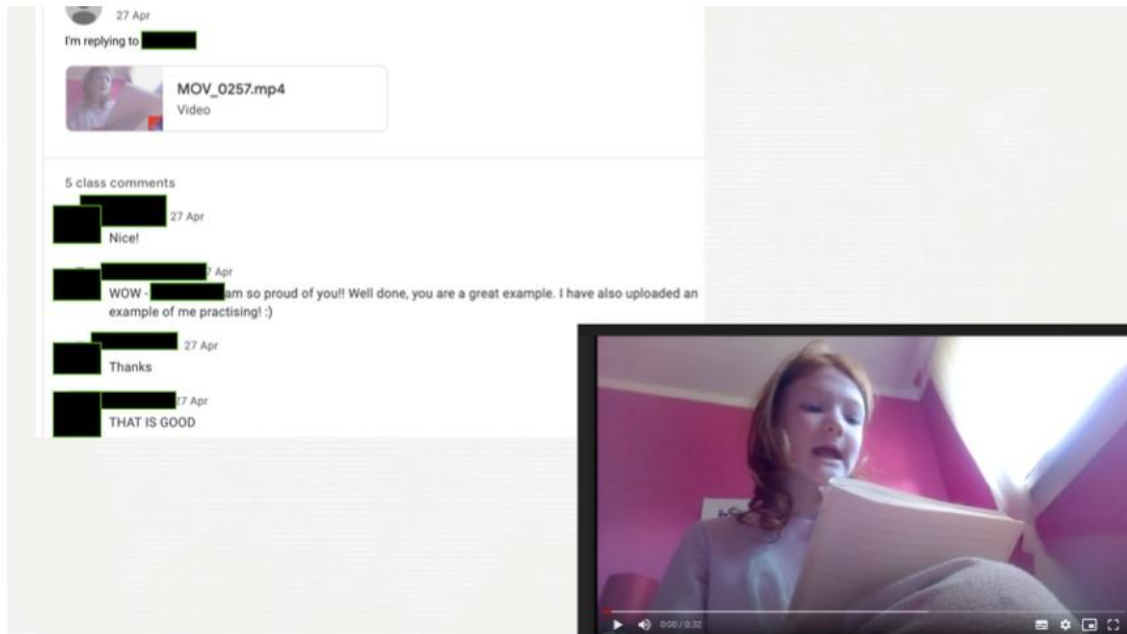 27 Apr
I'm replying to
MOV_0257.mp4
Video
5 class comments
27 Apr
Nice!
7 Apr
WOW - am so proud of you!! Well done, you are a great example. I have also uploaded an
example of me practising! :)
27 Apr
Thanks
27 Apr
THAT IS GOOD
0:00 / 0:32